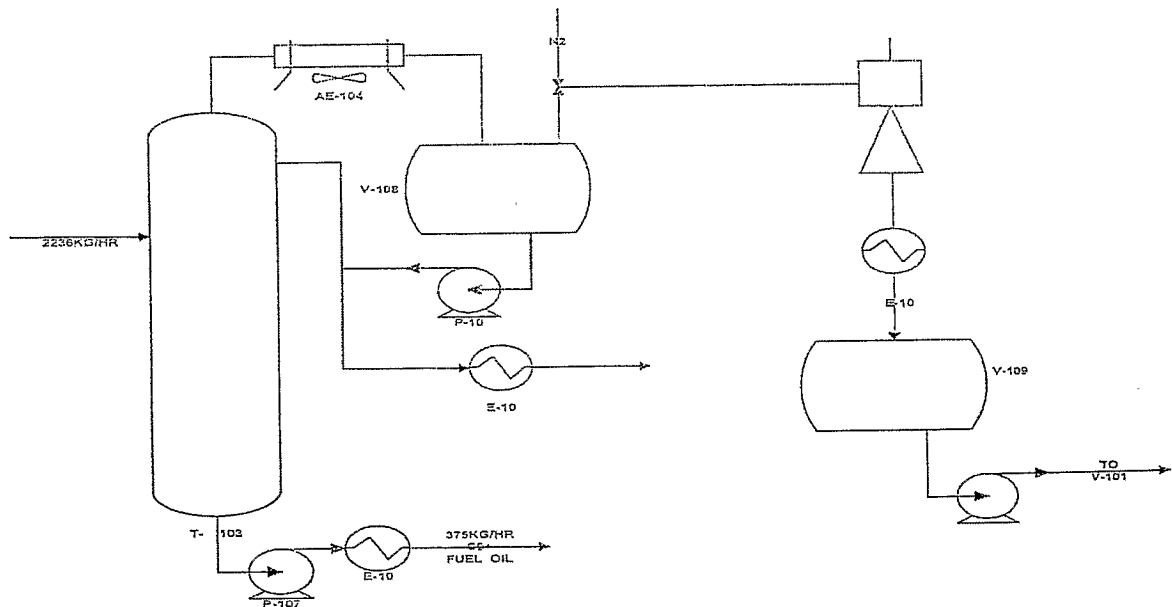 N2
AE-104
V-108
2236KG/HR
P-10
E-10
E-10
V-109
TO
V-101
T- 103
375KG/HR
FUEL OIL
E-10
P-107